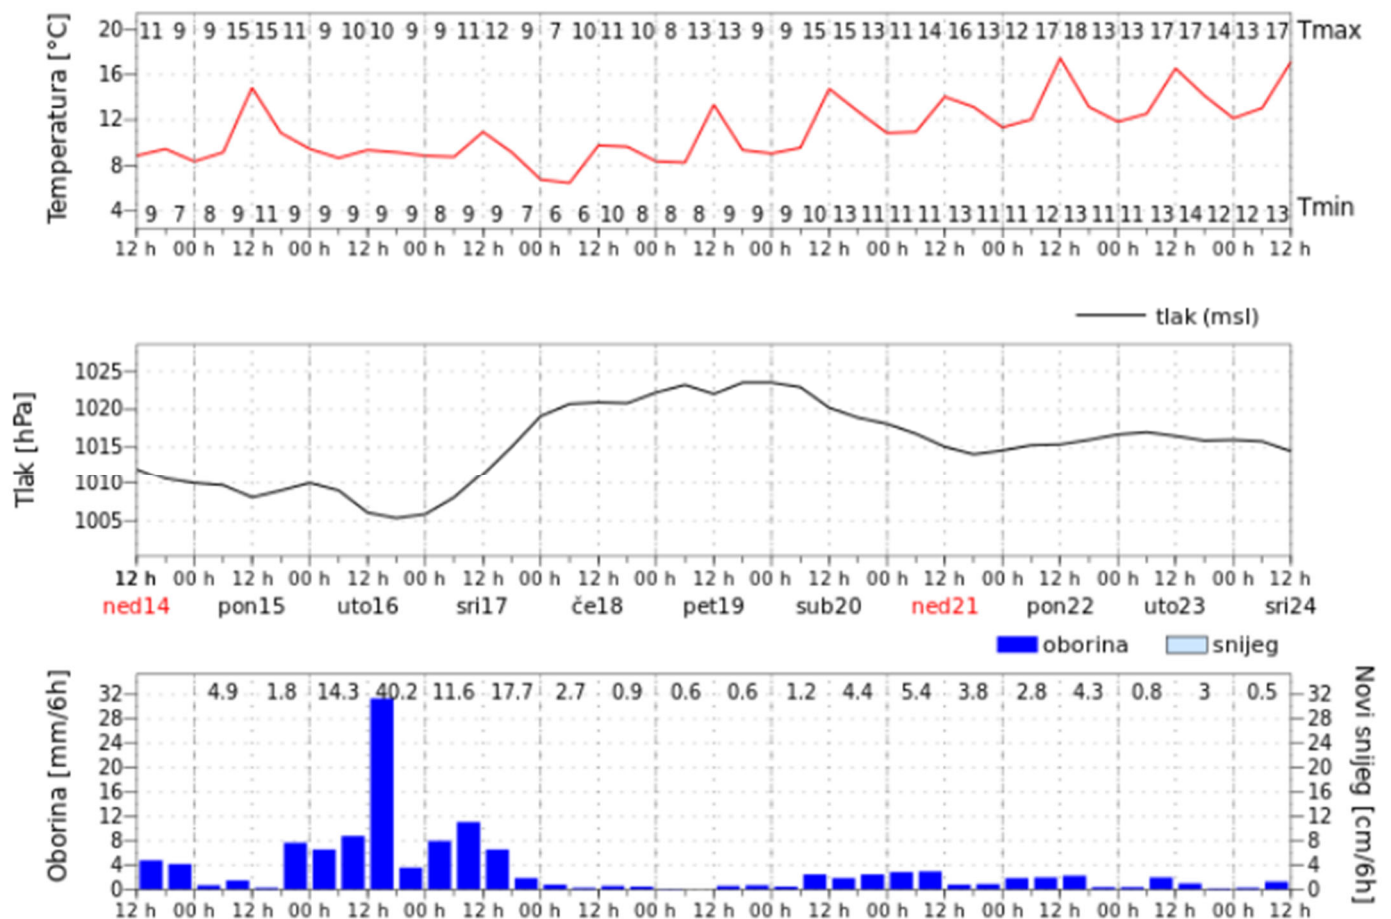 20 11 9 9 15 15 11 9 10 10 9 9 11 12 9 7 10 11 10 8 13 13 9 9 15 15 13 11 14 16 13 12 17 18 13 13 17 17 14 13 17 Tmax
16
12
8
4 9 7 8 9 11 9 9 9 9 9 8 9 9 7 6 6 10 8 8 8 9 9 9 10 13 11 11 11 13 11 11 12 13 11 11 13 14 12 12 13 Tmin
Temperatura [°C]
12 h 00 h 12 h 00 h 12 h 00 h 12 h 00 h 12 h 00 h 12 h 00 h 12 h 00 h 12 h 00 h 12 h 00 h 12 h 00 h 12 h
tlak (msl)
1025
1020
1015
1010
1005
Tlak [hPa]
12 h 00 h 12 h 00 h 12 h 00 h 12 h 00 h 12 h 00 h 12 h 00 h 12 h 00 h 12 h 00 h 12 h 00 h 12 h 00 h 12 h
ned14 pon15 uto16 sri17 če18 pet19 sub20 ned21 pon22 uto23 sri24
oborina snijeg
32 4.9 1.8 14.3 40.2 11.6 17.7 2.7 0.9 0.6 0.6 1.2 4.4 5.4 3.8 2.8 4.3 0.8 3 0.5 32
28 28
24 24
20 20
16 16
12 12
8 8
4 4
0 0
Oborina [mm/6h]
Novi snijeg [cm/6h]
12 h 00 h 12 h 00 h 12 h 00 h 12 h 00 h 12 h 00 h 12 h 00 h 12 h 00 h 12 h 00 h 12 h 00 h 12 h 00 h 12 h